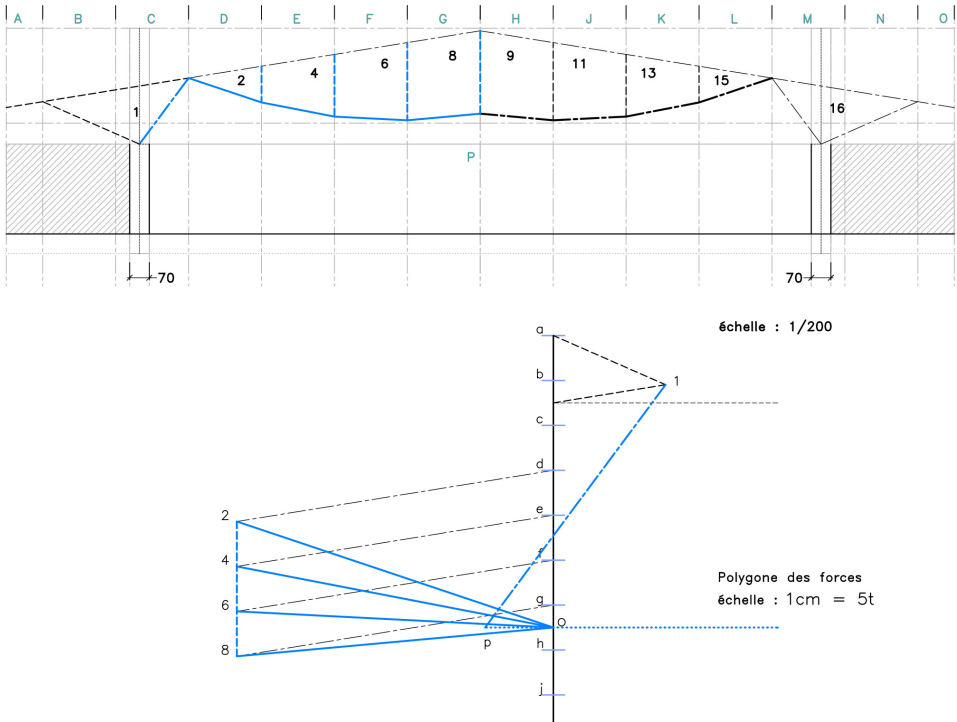 A B C D E F G H J K L M N O
1 2 4 6 8 9 11 13 15 16
P
70 70
échelle : 1/200
a
b
1
c
d
e
2
f
4
g
6
o
p
h
8
j
Polygone des forces
échelle : 1cm = 5t